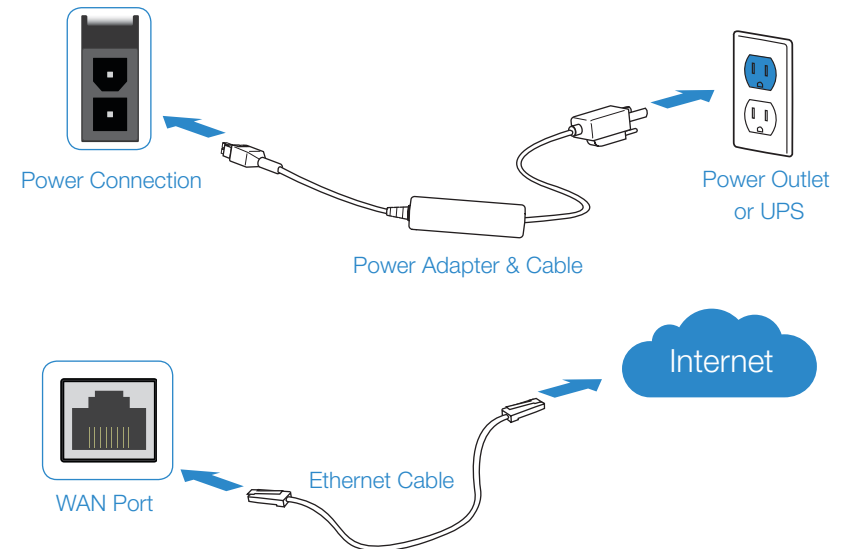 Power Connection
Power Outlet
or UPS
Power Adapter & Cable
Internet
Ethernet Cable
WAN Port